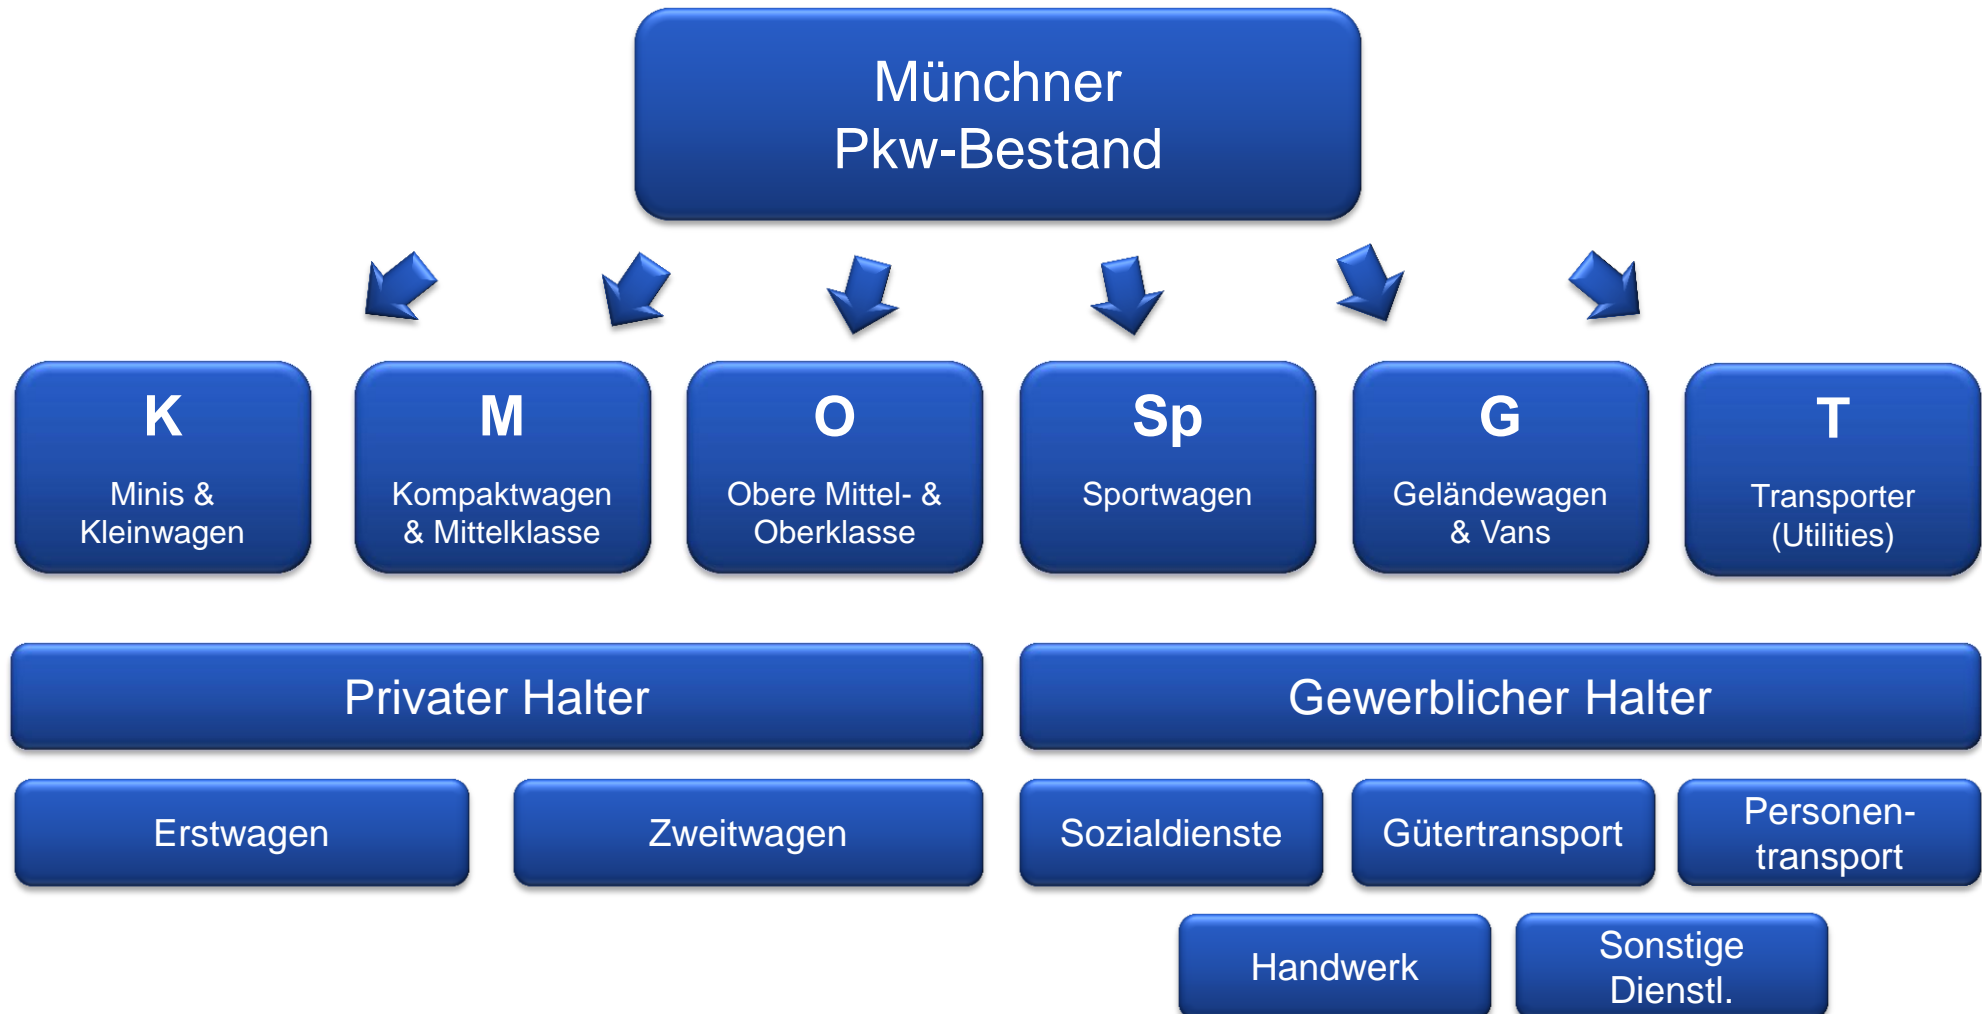 Münchner
Pkw-Bestand
K
Minis &
Kleinwagen
M
Kompaktwagen
& Mittelklasse
O
Obere Mittel- &
Oberklasse
Sp
Sportwagen
G
Geländewagen
& Vans
T
Transporter
(Utilities)
Privater Halter
Gewerblicher Halter
Erstwagen
Zweitwagen
Sozialdienste
Gütertransport
Personen-
transport
Handwerk
Sonstige
Dienstl.